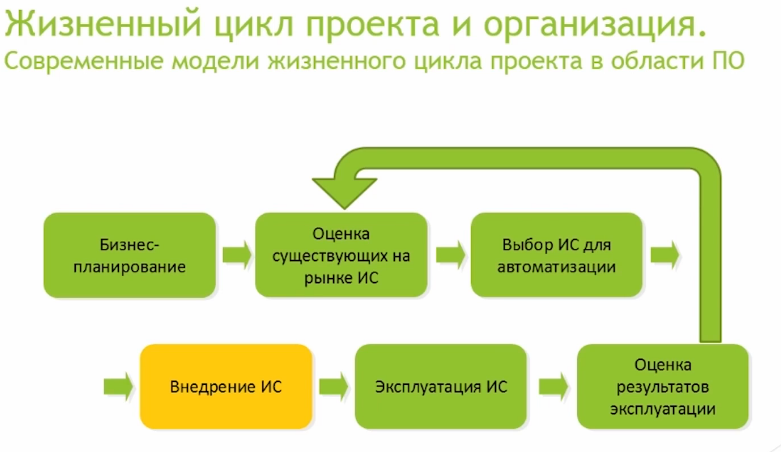 Жизненный цикл проекта и организация.
Современные модели жизненного цикла проекта в области ПО
Бизнес-
планирование
Оценка
существующих на
рынке ИС
Выбор ИС для
автоматизации
Внедрение ИС
Эксплуатация ИС
Оценка
результатов
эксплуатации